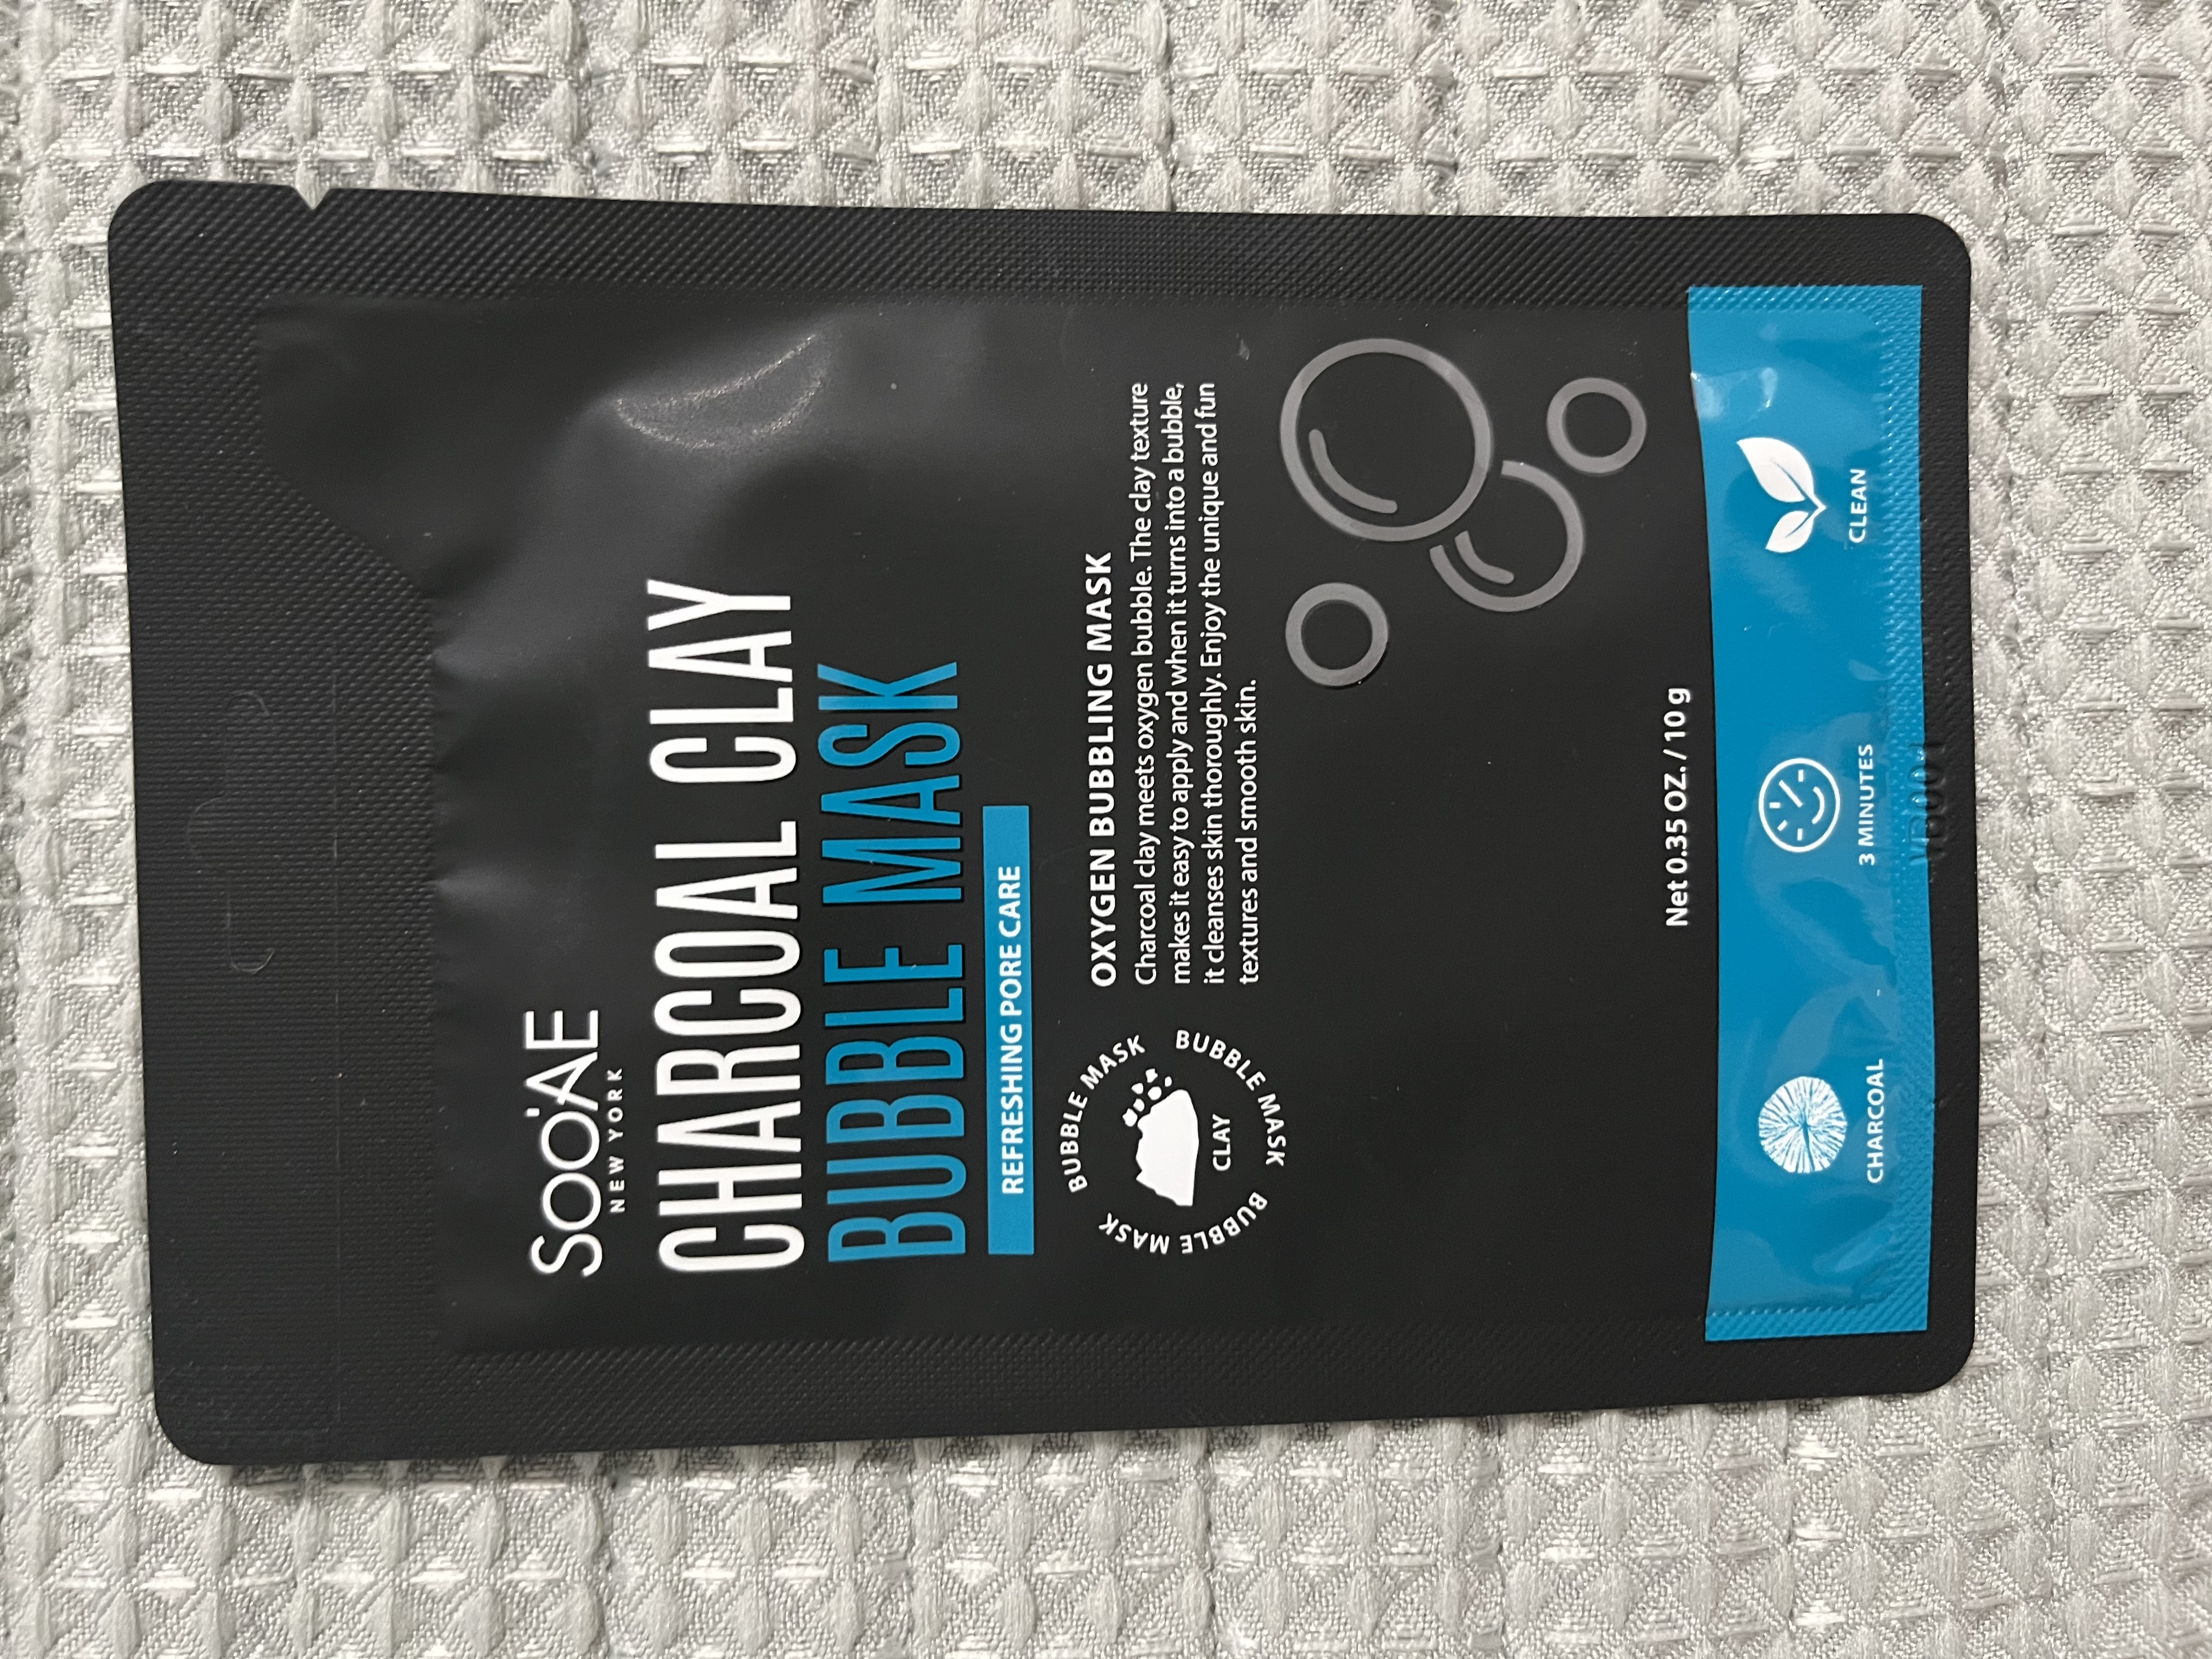 SOO'AE
NEW YORK
CHARCOAL CLAY
BUBBLE MASK
REFRESHING PORE CARE
BUBBLE MASK BUBBLE MASK BUBBLE MASK
CLAY
OXYGEN BUBBLING MASK
Charcoal clay meets oxygen bubble. The clay texture
makes it easy to apply and when it turns into a bubble,
it cleanses skin thoroughly. Enjoy the unique and fun
textures and smooth skin.
Net 0.35 OZ. / 10 g
CHARCOAL
3 MINUTES
CLEAN